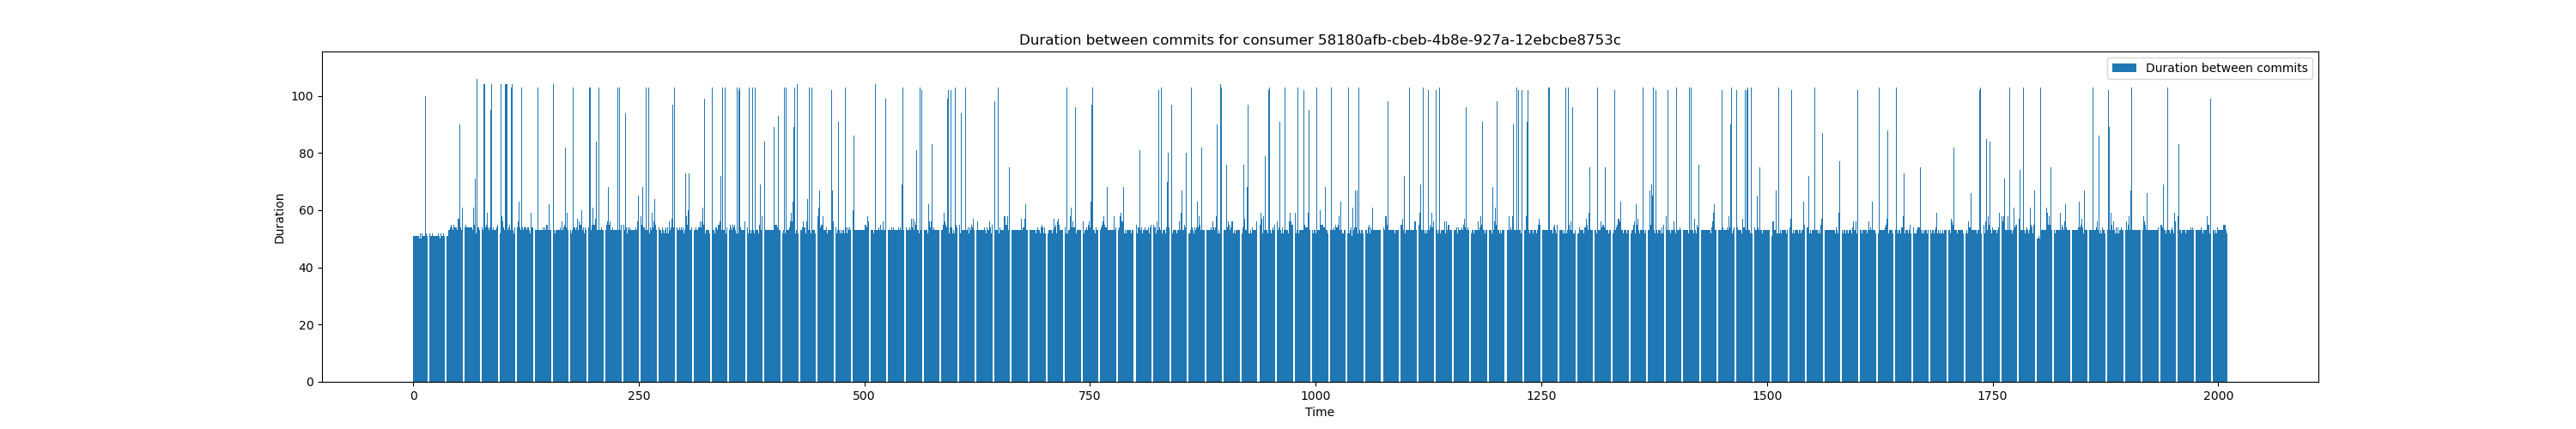 Duration between commits for consumer 58180afb-cbeb-4b8e-927a-12ebcbe8753c
Duration between commits
100
80
60
40
20
0
Duration
0 250 500 750 1000 1250 1500 1750 2000
Time